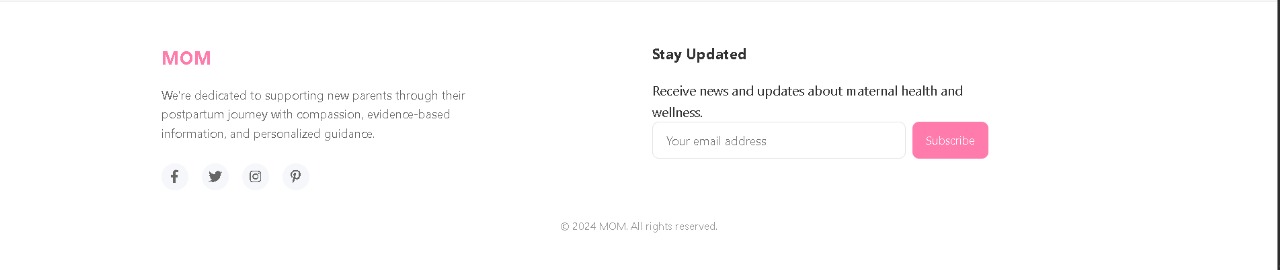 MOM
We're dedicated to supporting new parents through their
postpartum journey with compassion, evidence-based
information, and personalized guidance.
Stay Updated
Receive news and updates about maternal health and
wellness.
Your email address
Subscribe
© 2024 MOM. All rights reserved.